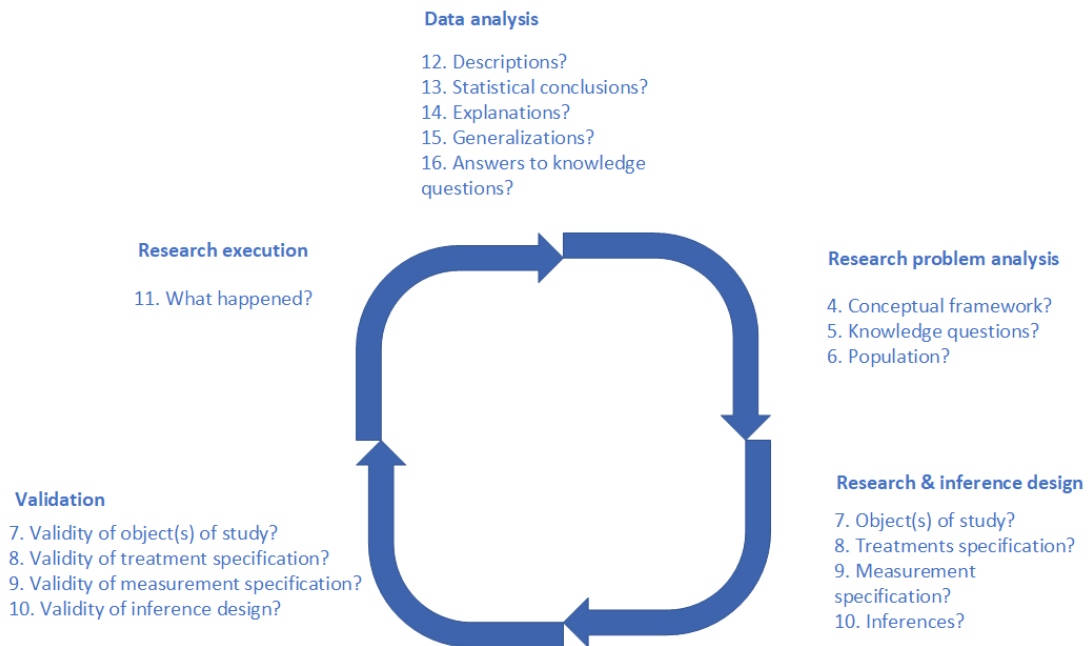 Data analysis
12. Descriptions?
13. Statistical conclusions?
14. Explanations?
15. Generalizations?
16. Answers to knowledge
questions?
Research execution
11. What happened?
Research problem analysis
4. Conceptual framework?
5. Knowledge questions?
6. Population?
Validation
7. Validity of object(s) of study?
8. Validity of treatment specification?
9. Validity of measurement specification?
10. Validity of inference design?
Research & inference design
7. Object(s) of study?
8. Treatments specification?
9. Measurement
specification?
10. Inferences?